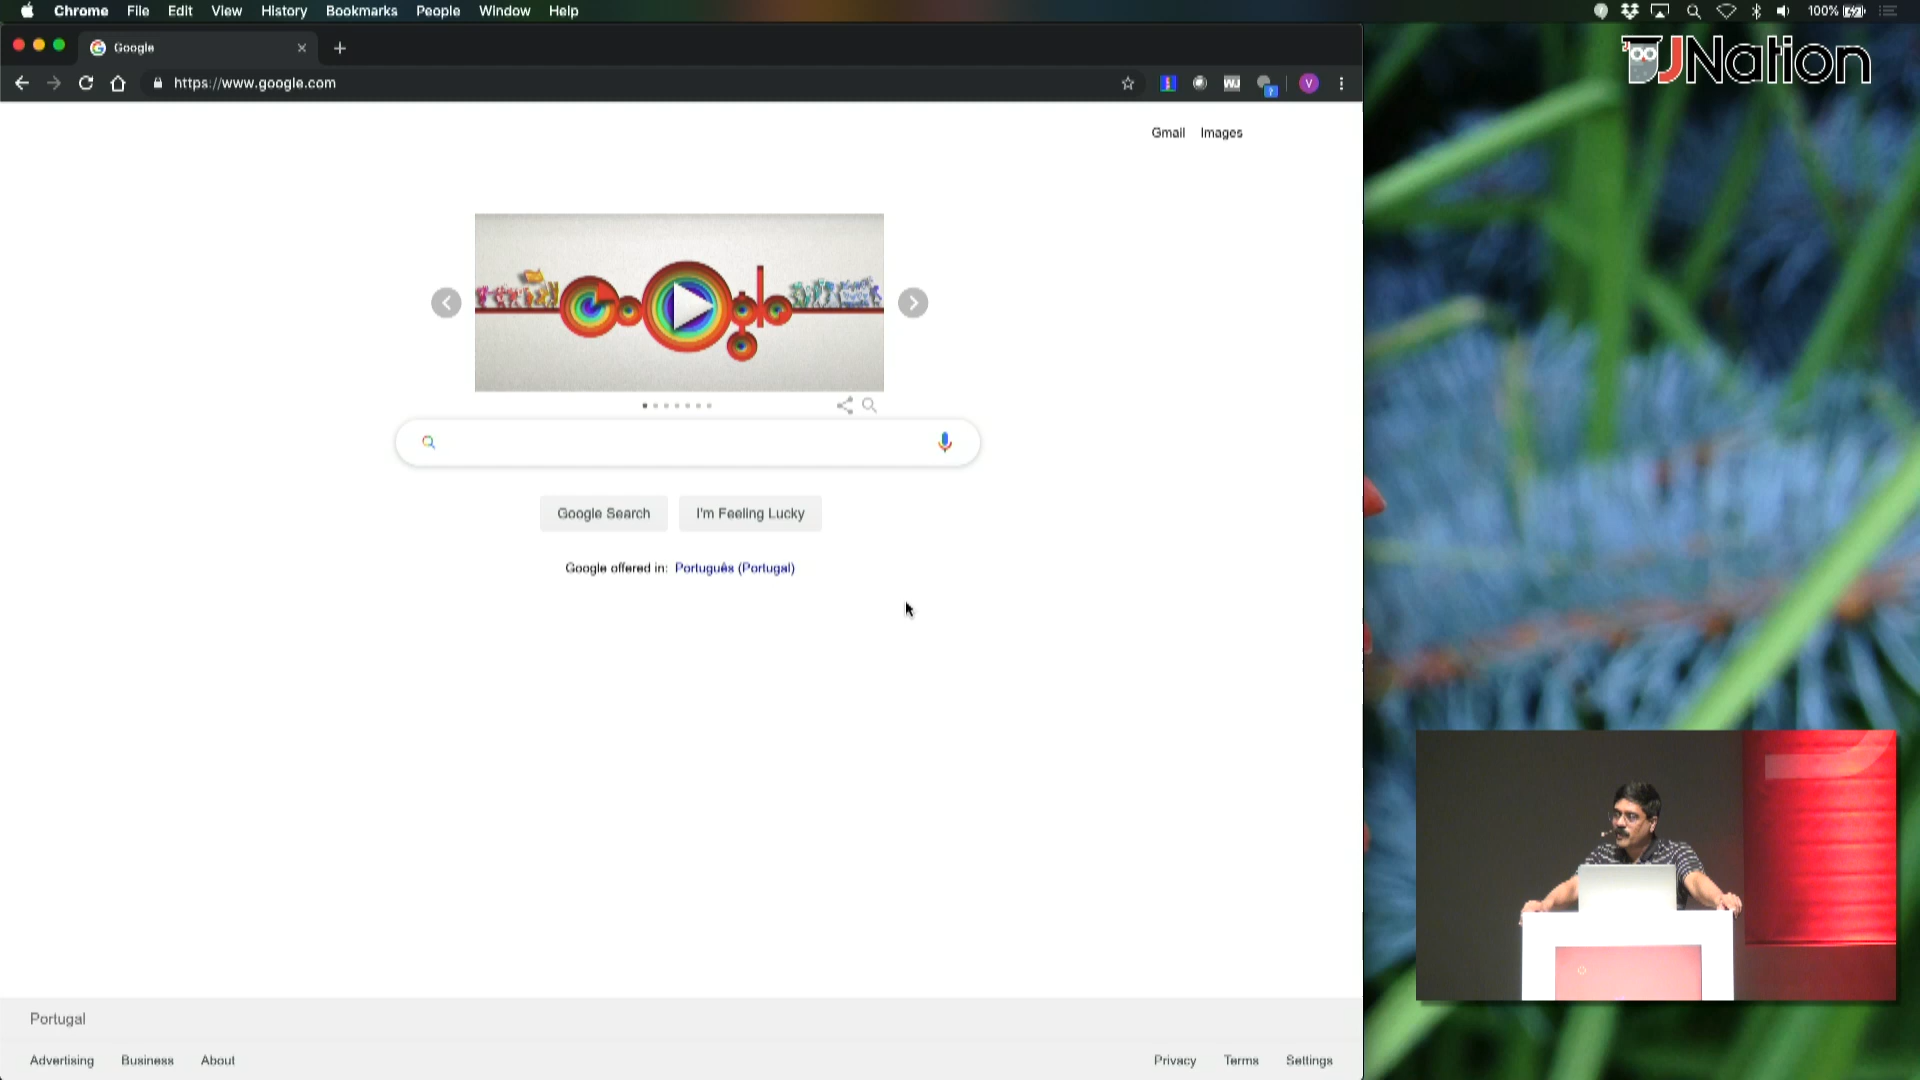 Chrome File Edit View History Bookmarks People Window Help
100%
JNation
Google
https://www.google.com
WJ
?
V
Gmail Images
Google Search
I'm Feeling Lucky
Google offered in: Português (Portugal)
Portugal
Advertising Business About
Privacy Terms Settings